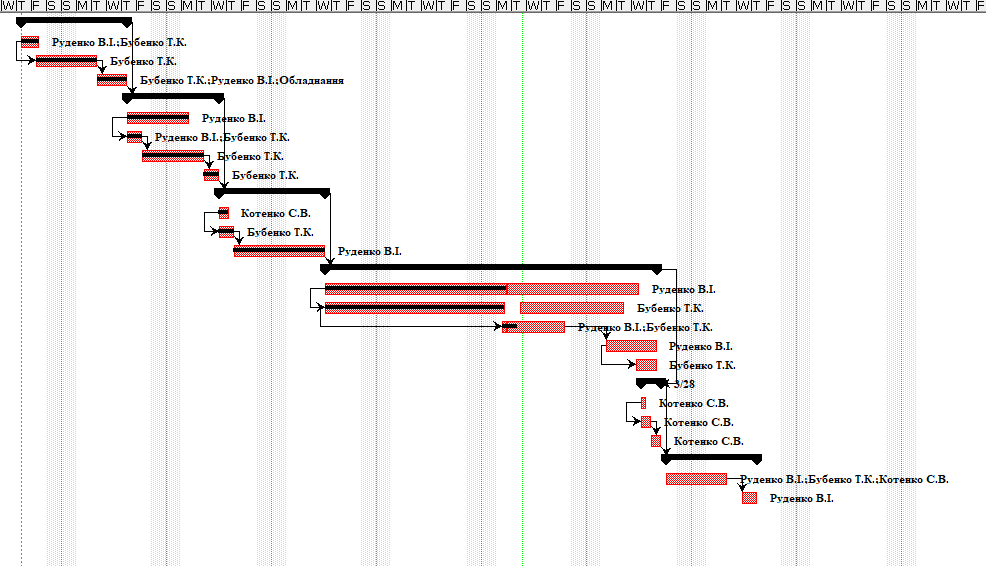 W T F S S M T W T F S S M T W T F S S M T W T F S S M T W T F S S M T W T F S S M T W T F S S M T W T F S S M T W T F S S M T W T F
Руденко В.І.;Бубенко Т.К.
Бубенко Т.К.
Бубенко Т.К.;Руденко В.І.;Обладнання
Руденко В.І.
Руденко В.І.;Бубенко Т.К.
Бубенко Т.К.
Бубенко Т.К.
Котенко С.В.
Бубенко Т.К.
Руденко В.І.
Руденко В.І.
Бубенко Т.К.
Руденко В.І.;Бубенко Т.К.
Руденко В.І.
Бубенко Т.К.
3/28
Котенко С.В.
Котенко С.В.
Котенко С.В.
Руденко В.І.;Бубенко Т.К.;Котенко С.В.
Руденко В.І.